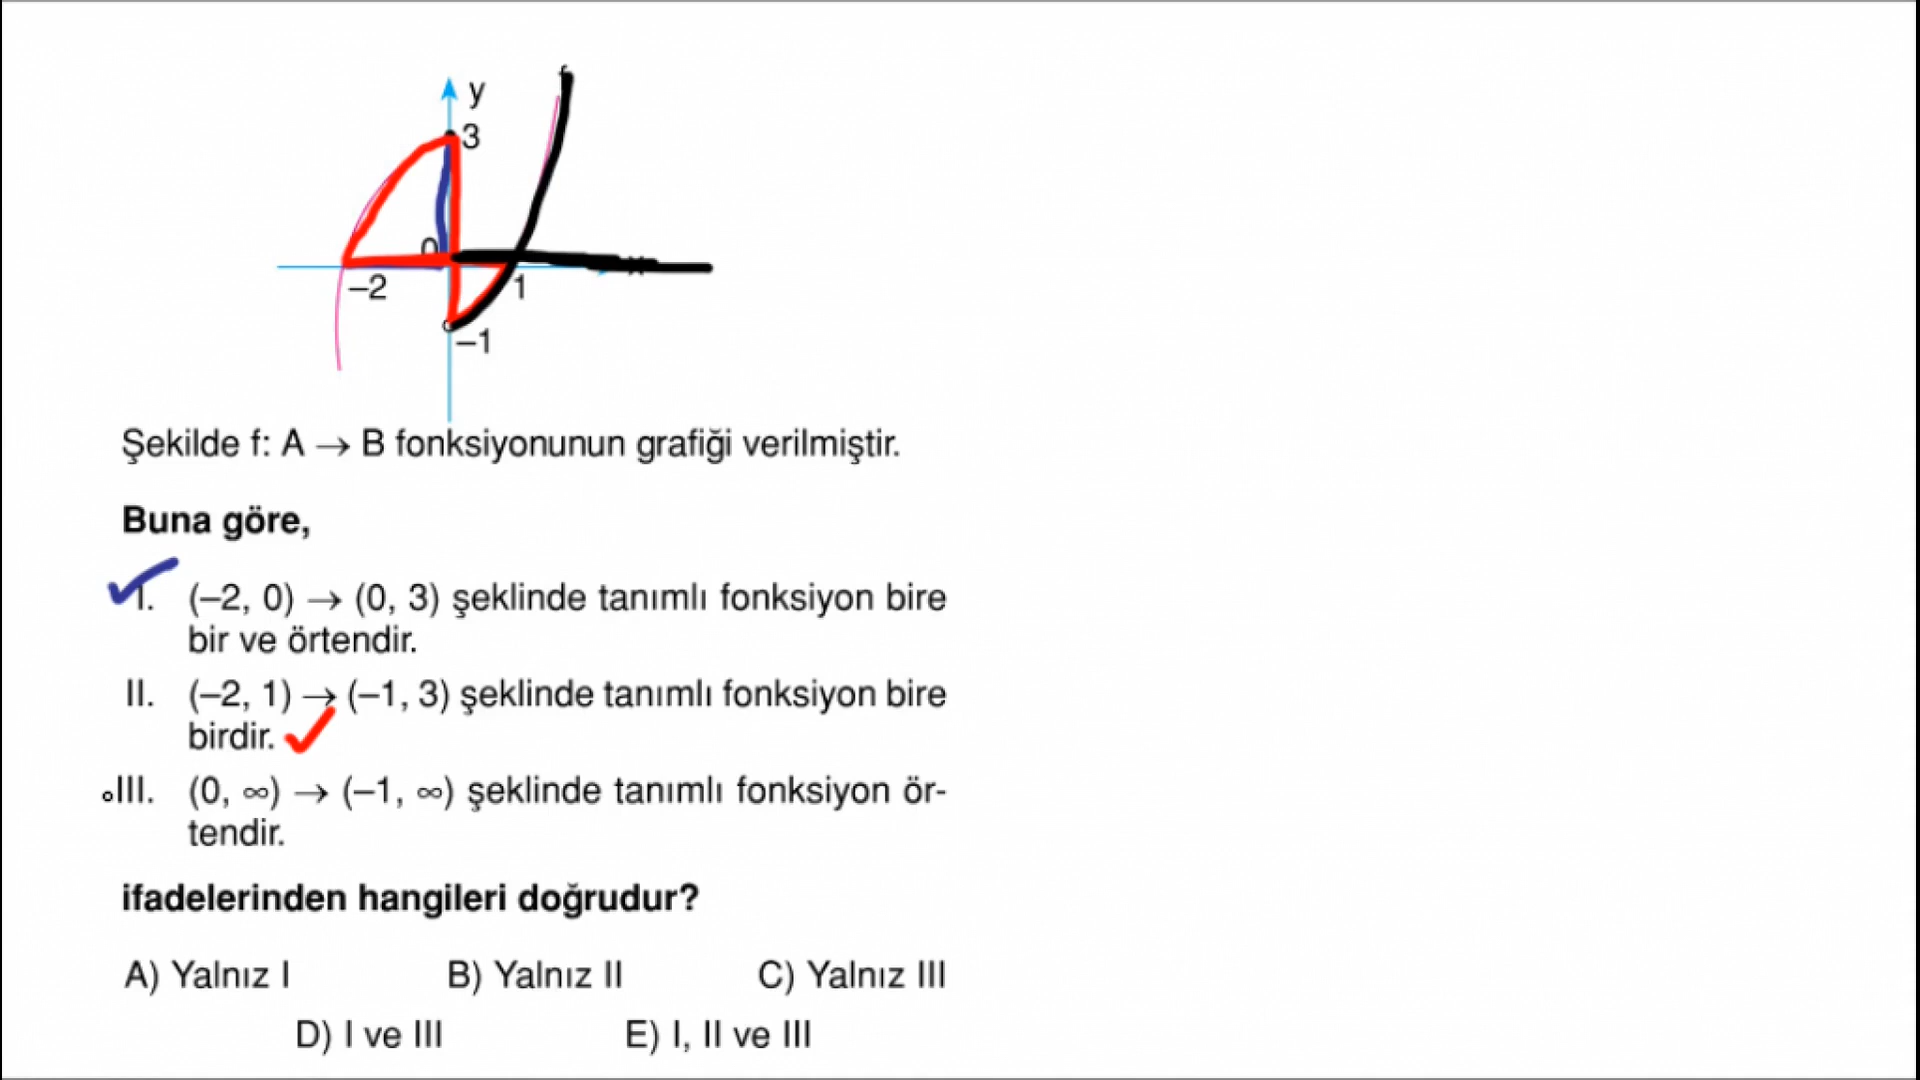 y
3
0
–2
1
x
–1
Şekilde f: A → B fonksiyonunun grafiği verilmiştir.
Buna göre,
I. (–2, 0) → (0, 3) şeklinde tanımlı fonksiyon bire
bir ve örtendir.
II. (–2, 1) → (–1, 3) şeklinde tanımlı fonksiyon bire
birdir.
III. (0, ∞) → (–1, ∞) şeklinde tanımlı fonksiyon ör-
tendir.
ifadelerinden hangileri doğrudur?
A) Yalnız I B) Yalnız II C) Yalnız III
D) I ve III E) I, II ve III